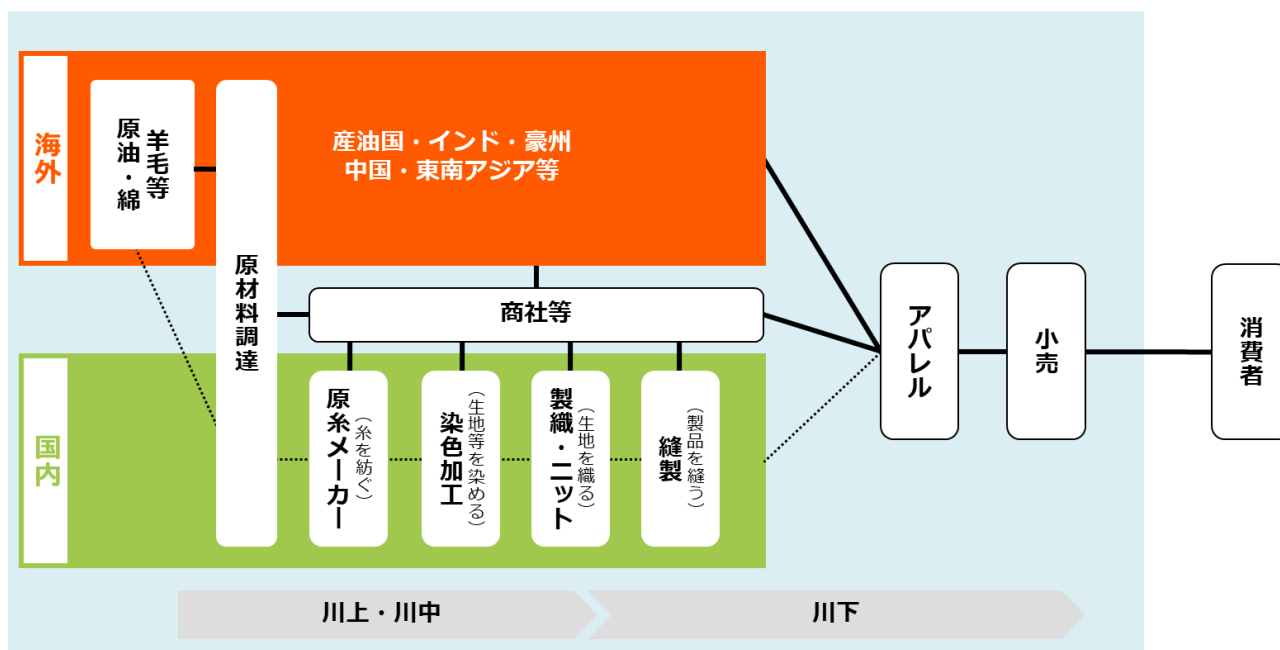 海外
原油・綿
羊毛等
原材料調達
産油国・インド・豪州
中国・東南アジア等
商社等
国内
原糸メーカー
（糸を紡ぐ）
染色加工
（生地等を染める）
製織・ニット
（生地を織る）
縫製
（製品を縫う）
アパレル
小売
消費者
川上・川中
川下